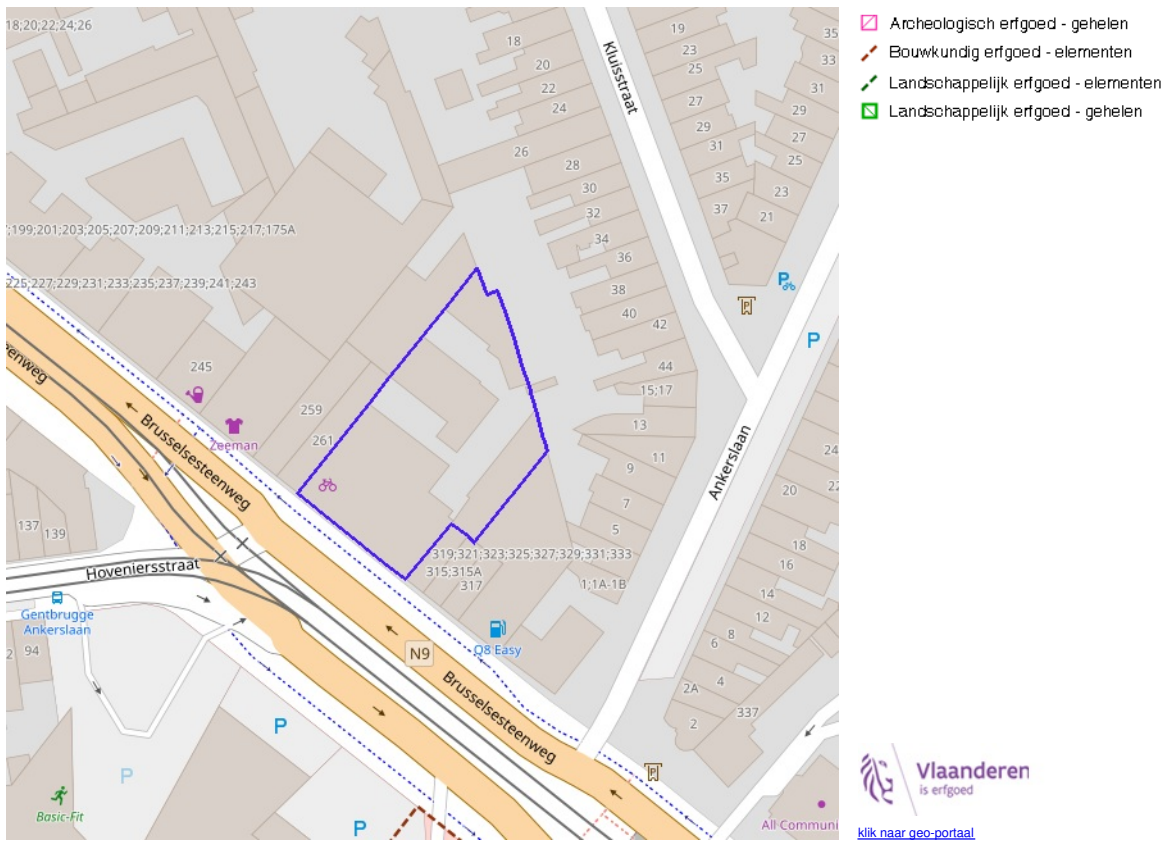 18;20;22;24;26
18
20
22
24
26
28
30
32
34
36
38
40
42
44
15;17
13
11
9
7
5
1;1A-1B
Kluisstraat
19
23
25
27
29
31
35
37
35
33
31
29
27
25
23
21
P
P
P
;199;201;203;205;207;209;211;213;215;217;175A
225;227;229;231;233;235;237;239;241;243
245
259
261
Zeeman
eenweg
Brusselsesteenweg
137
139
Hoveniersstraat
Gentbrugge
Ankerslaan
94
2
319;321;323;325;327;329;331;333
315;315A
317
Q8 Easy
N9
Brusselsesteenweg
Ankerslaan
24
22
20
18
16
14
12
8
6
4
2A
2
337
P
P
P
P
Basic-Fit
All Communi
Archeologisch erfgoed - gehelen
Bouwkundig erfgoed - elementen
Landschappelijk erfgoed - elementen
Landschappelijk erfgoed - gehelen
Vlaanderen
is erfgoed
klik naar geo-portaal